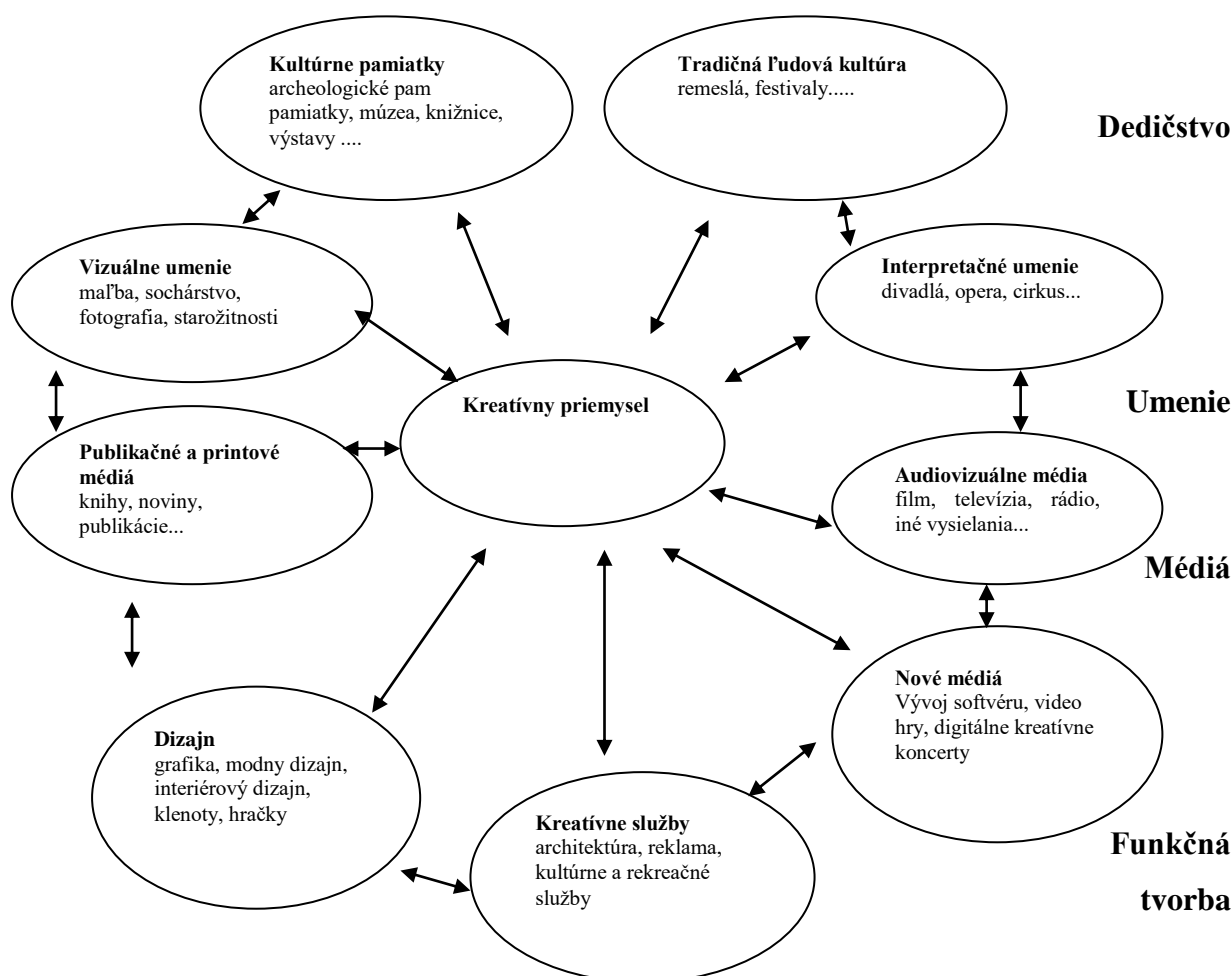 Kultúrne pamiatky
archeologické pam
pamiatky, múzea, knižnice,
výstavy ....
Tradičná ľudová kultúra
remeslá, festivaly.....
Dedičstvo
Vizuálne umenie
maľba, sochárstvo,
fotografia, starožitnosti
Interpretačné umenie
divadlá, opera, cirkus...
Kreatívny priemysel
Umenie
Publikačné a printové
médiá
knihy, noviny,
publikácie...
Audiovizuálne média
film, televízia, rádio,
iné vysielania...
Médiá
Nové médiá
Vývoj softvéru, video
hry, digitálne kreatívne
koncerty
Dizajn
grafika, modny dizajn,
interiérový dizajn,
klenoty, hračky
Kreatívne služby
architektúra, reklama,
kultúrne a rekreačné
služby
Funkčná
tvorba